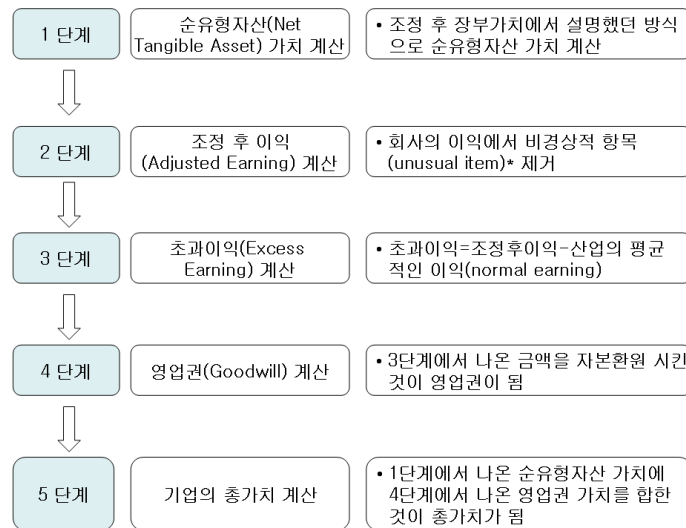 1 단계
순유형자산(Net
Tangible Asset) 가치 계산
• 조정 후 장부가치에서 설명했던 방식
으로 순유형자산 가치 계산
2 단계
조정 후 이익
(Adjusted Earning) 계산
• 회사의 이익에서 비경상적 항목
(unusual item)* 제거
3 단계
초과이익(Excess
Earning) 계산
• 초과이익=조정후이익-산업의 평균
적인 이익(normal earning)
4 단계
영업권(Goodwill) 계산
• 3단계에서 나온 금액을 자본환원 시킨
것이 영업권이 됨
5 단계
기업의 총가치 계산
• 1단계에서 나온 순유형자산 가치에
4단계에서 나온 영업권 가치를 합한
것이 총가치가 됨